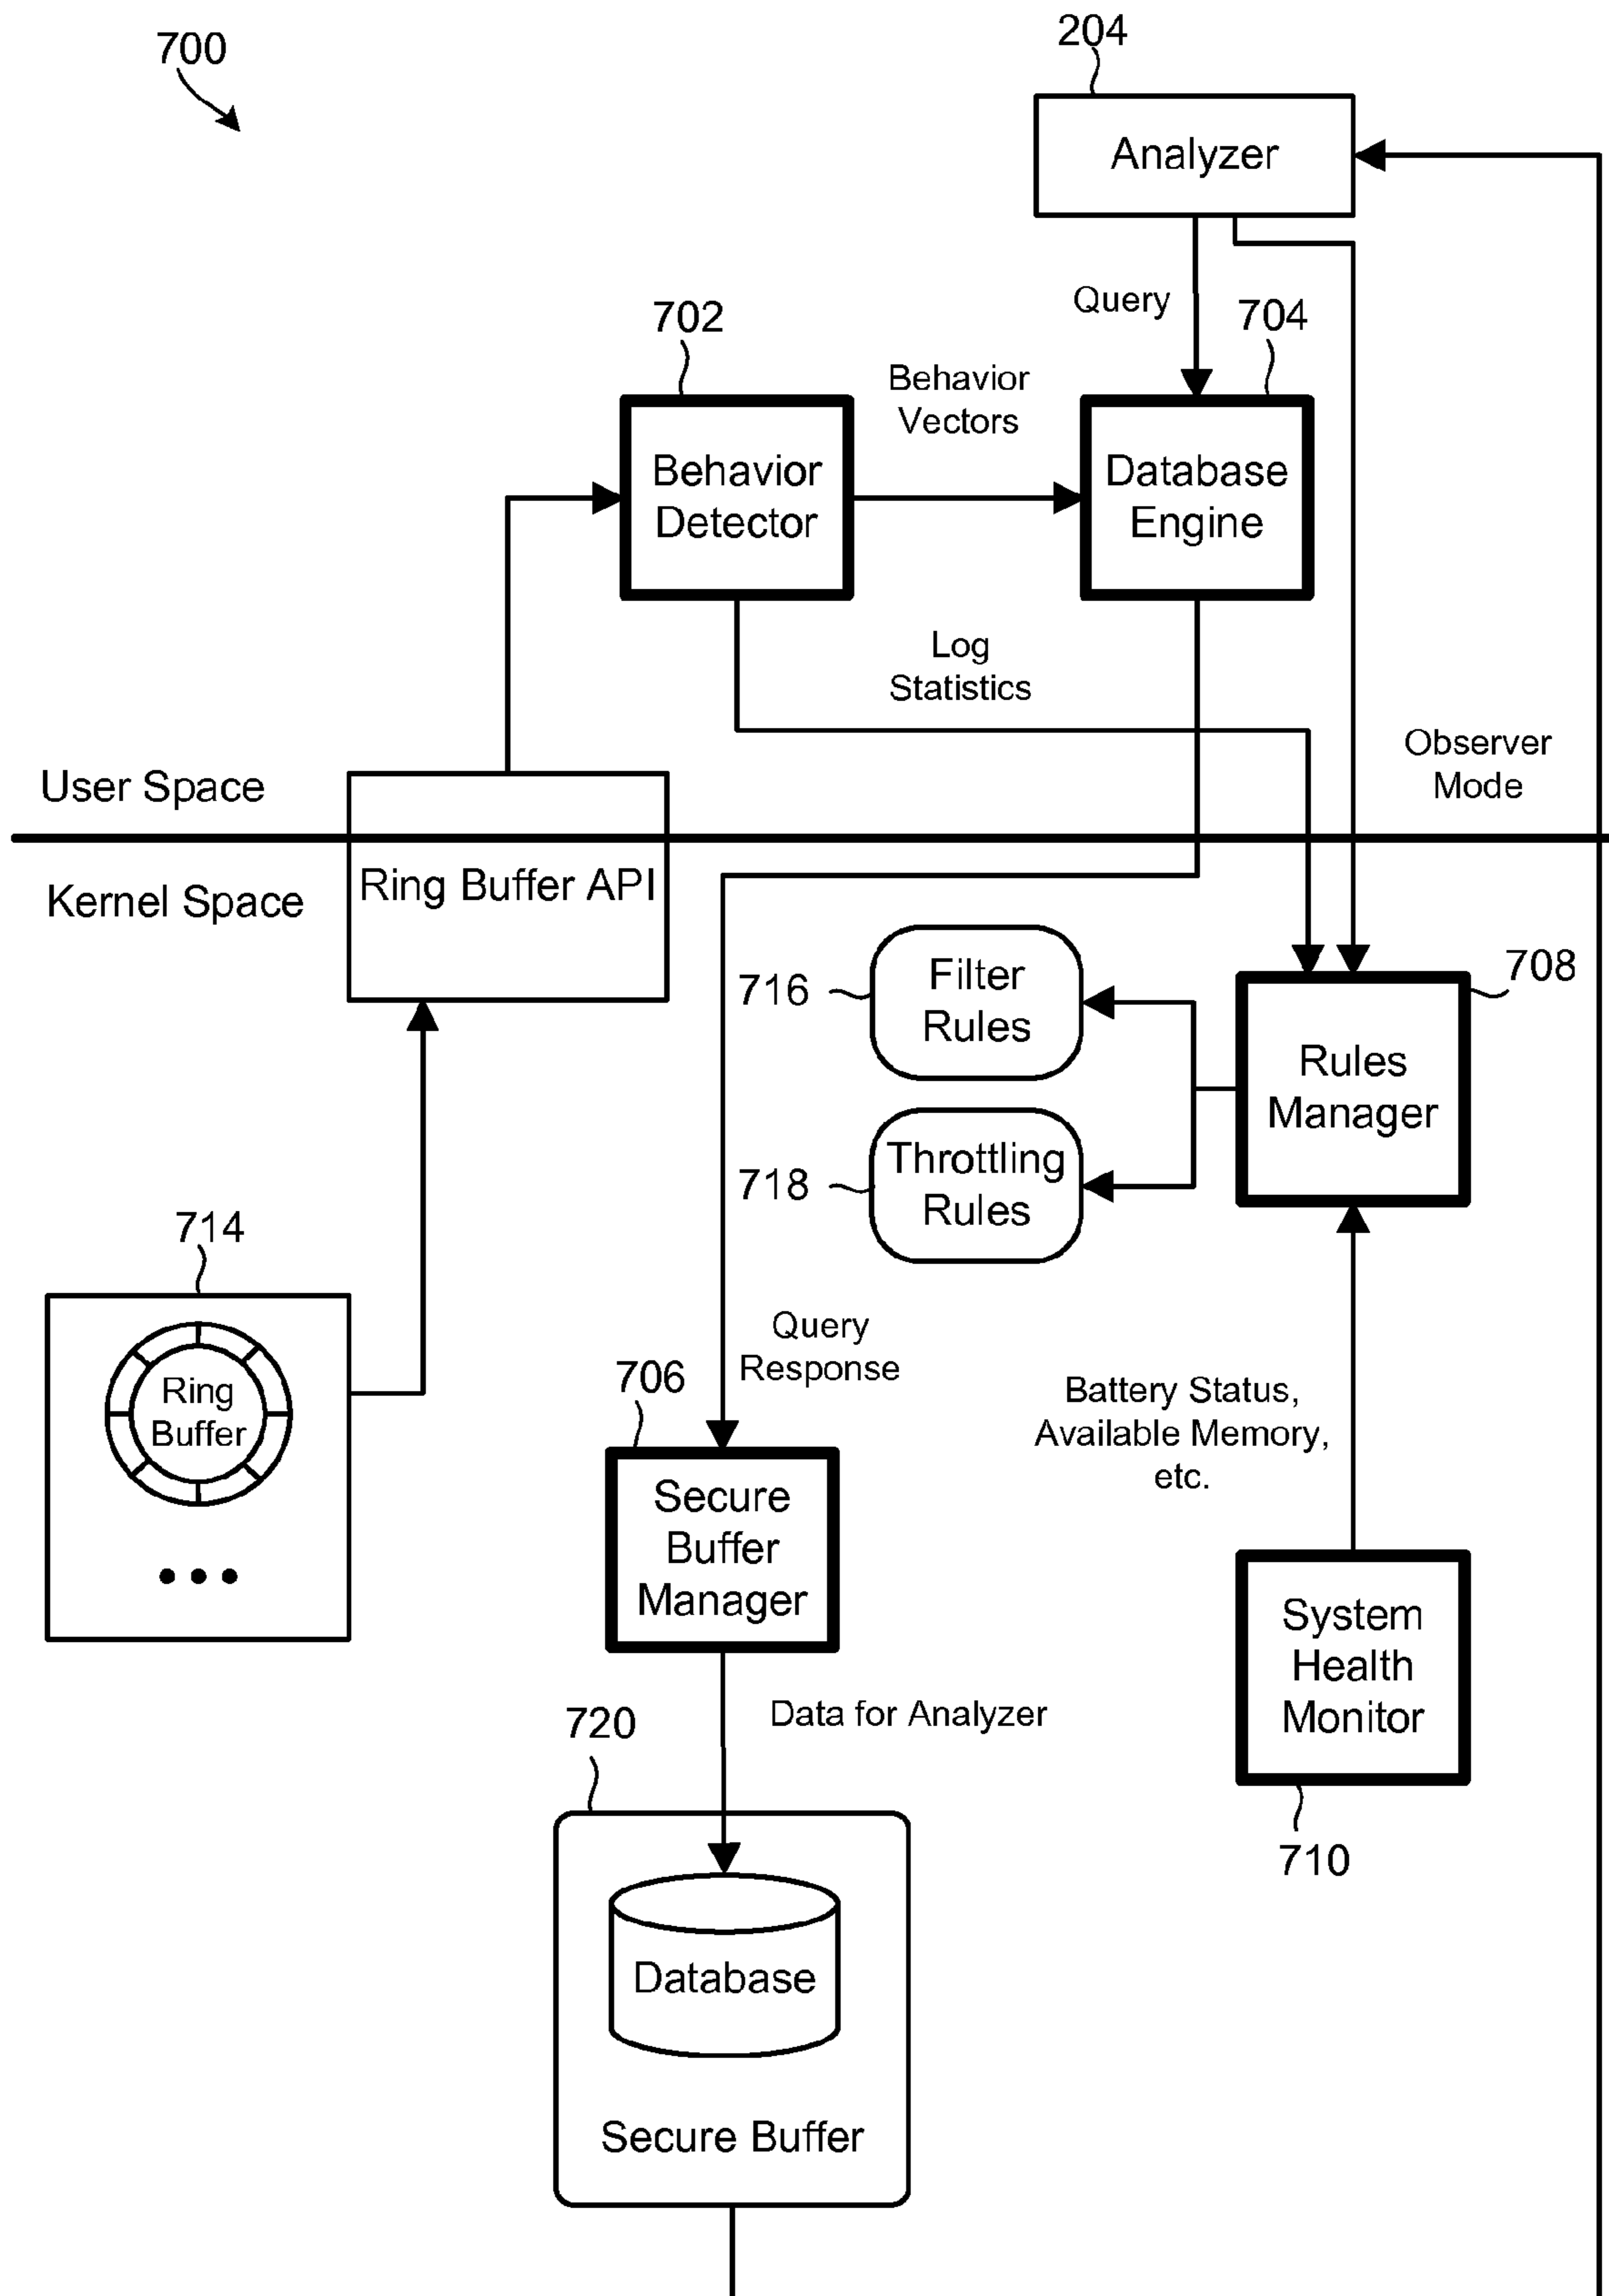 700
204
Analyzer
Query
704
702
Behavior
Vectors
Behavior
Detector
Database
Engine
Log
Statistics
Observer
Mode
User Space
Kernel Space
Ring Buffer API
716
Filter
Rules
708
Rules
Manager
718
Throttling
Rules
714
Ring
Buffer
Query
Response
706
Battery Status,
Available Memory,
etc.
Secure
Buffer
Manager
System
Health
Monitor
Data for Analyzer
720
710
Database
Secure Buffer